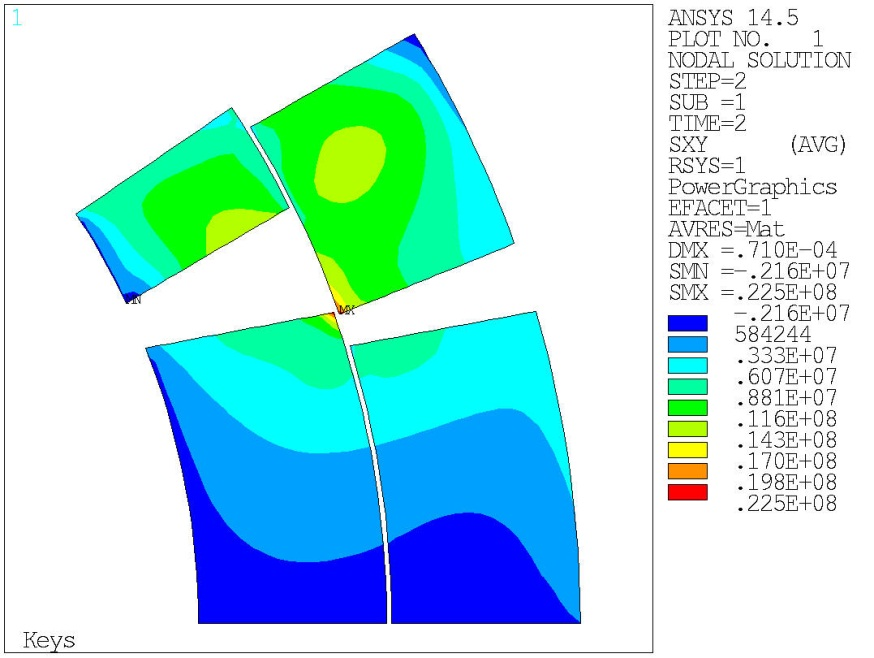 1
ANSYS 14.5
PLOT NO. 1
NODAL SOLUTION
STEP=2
SUB =1
TIME=2
SXY (AVG)
RSYS=1
PowerGraphics
EFACET=1
AVRES=Mat
DMX =.710E-04
SMN =-.216E+07
SMX =.225E+08
-.216E+07
584244
.333E+07
.607E+07
.881E+07
.116E+08
.143E+08
.170E+08
.198E+08
.225E+08
MN
MX
Keys